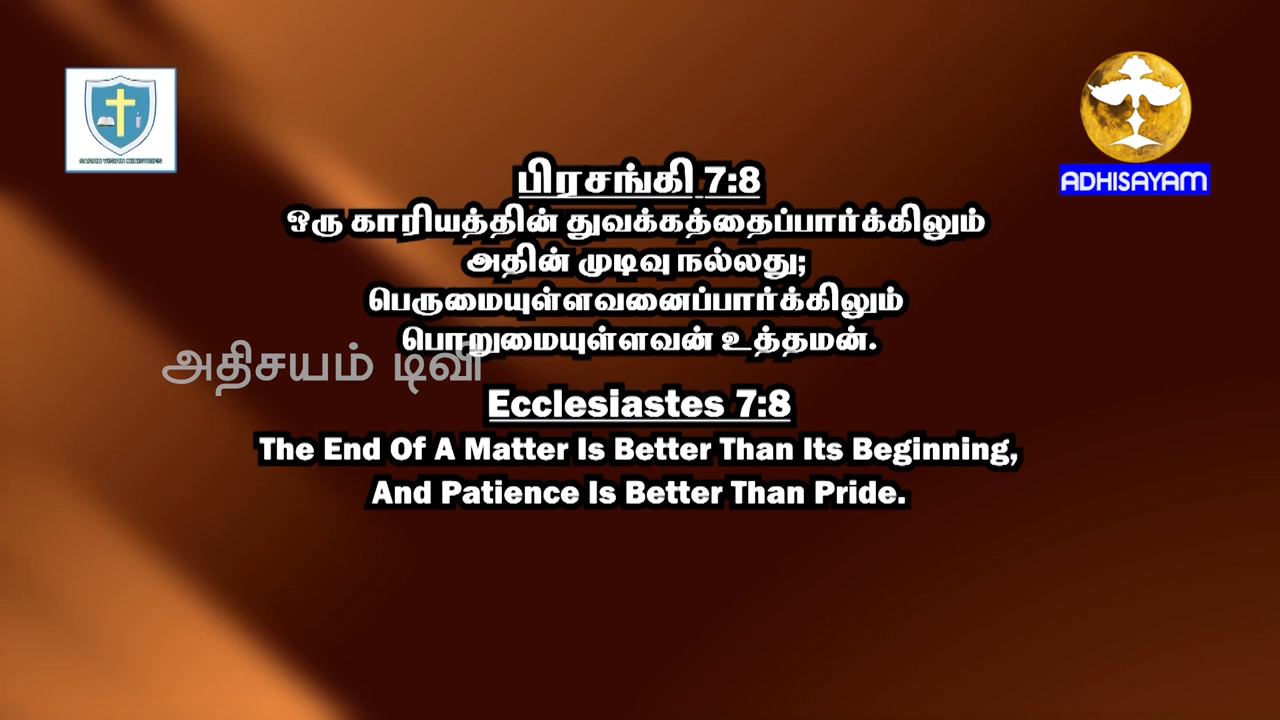 ADHISAYAM
பிரசங்கி 7:8
ஒரு காரியத்தின் துவக்கத்தைப்பார்க்கிலும்
அதின் முடிவு நல்லது;
பெருமையுள்ளவனைப்பார்க்கிலும்
பொறுமையுள்ளவன் உத்தமன்.
அதிசயம் டிவி
Ecclesiastes 7:8
The End Of A Matter Is Better Than Its Beginning,
And Patience Is Better Than Pride.